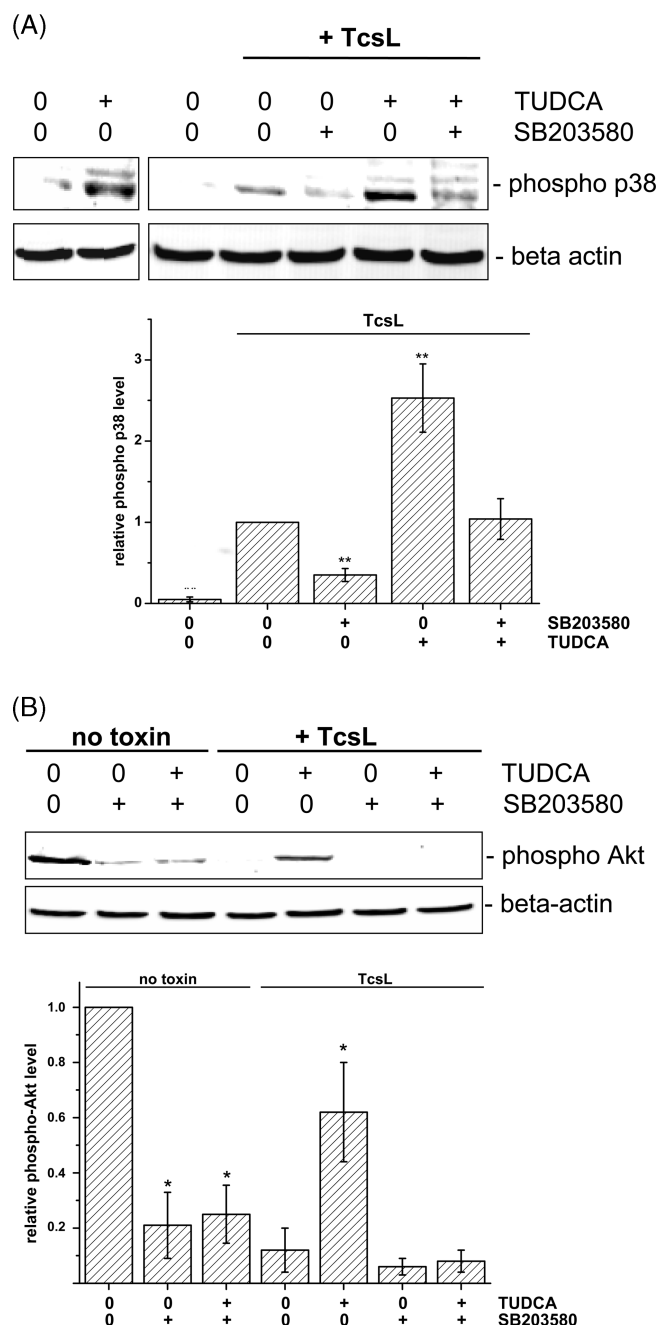 (A)
+ TcsL
0 + 0 0 0 + + TUDCA
0 0 0 0 + 0 + SB203580
- phospho p38
- beta actin
TcsL
relative phospho p38 level
3
**
2
1
**
0
0 0 + 0 + SB203580
0 0 0 + + TUDCA
(B)
no toxin + TcsL
0 0 + 0 + 0 + TUDCA
0 + + 0 0 + + SB203580
- phospho Akt
- beta-actin
no toxin TcsL
relative phospho-Akt level
1.0
0.8
*
0.6
0.4
* *
0.2
0 0 + 0 + 0 + TUDCA
0 + + 0 0 + + SB203580